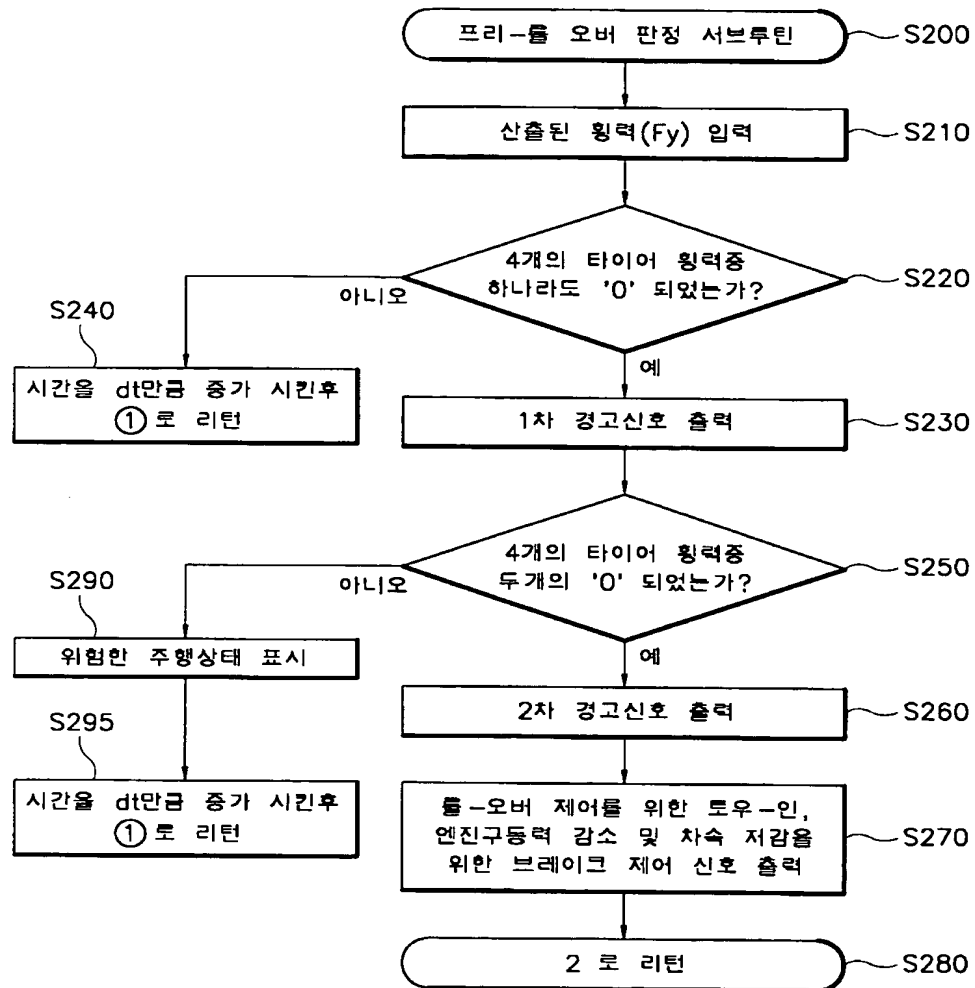 프리-롤 오버 판정 서브루틴
S200
산출된 횡력(Fy) 입력
S210
4개의 타이어 횡력중
하나라도 '0' 되었는가?
S220
아니오
예
S240
시간을 dt만큼 증가 시킨후
① 로 리턴
1차 경고신호 출력
S230
4개의 타이어 횡력중
두개의 '0' 되었는가?
S250
아니오
예
S290
위험한 주행상태 표시
2차 경고신호 출력
S260
S295
시간을 dt만큼 증가 시킨후
① 로 리턴
롤-오버 제어를 위한 토우-인,
엔진구동력 감소 및 차속 저감을
위한 브레이크 제어 신호 출력
S270
2 로 리턴
S280